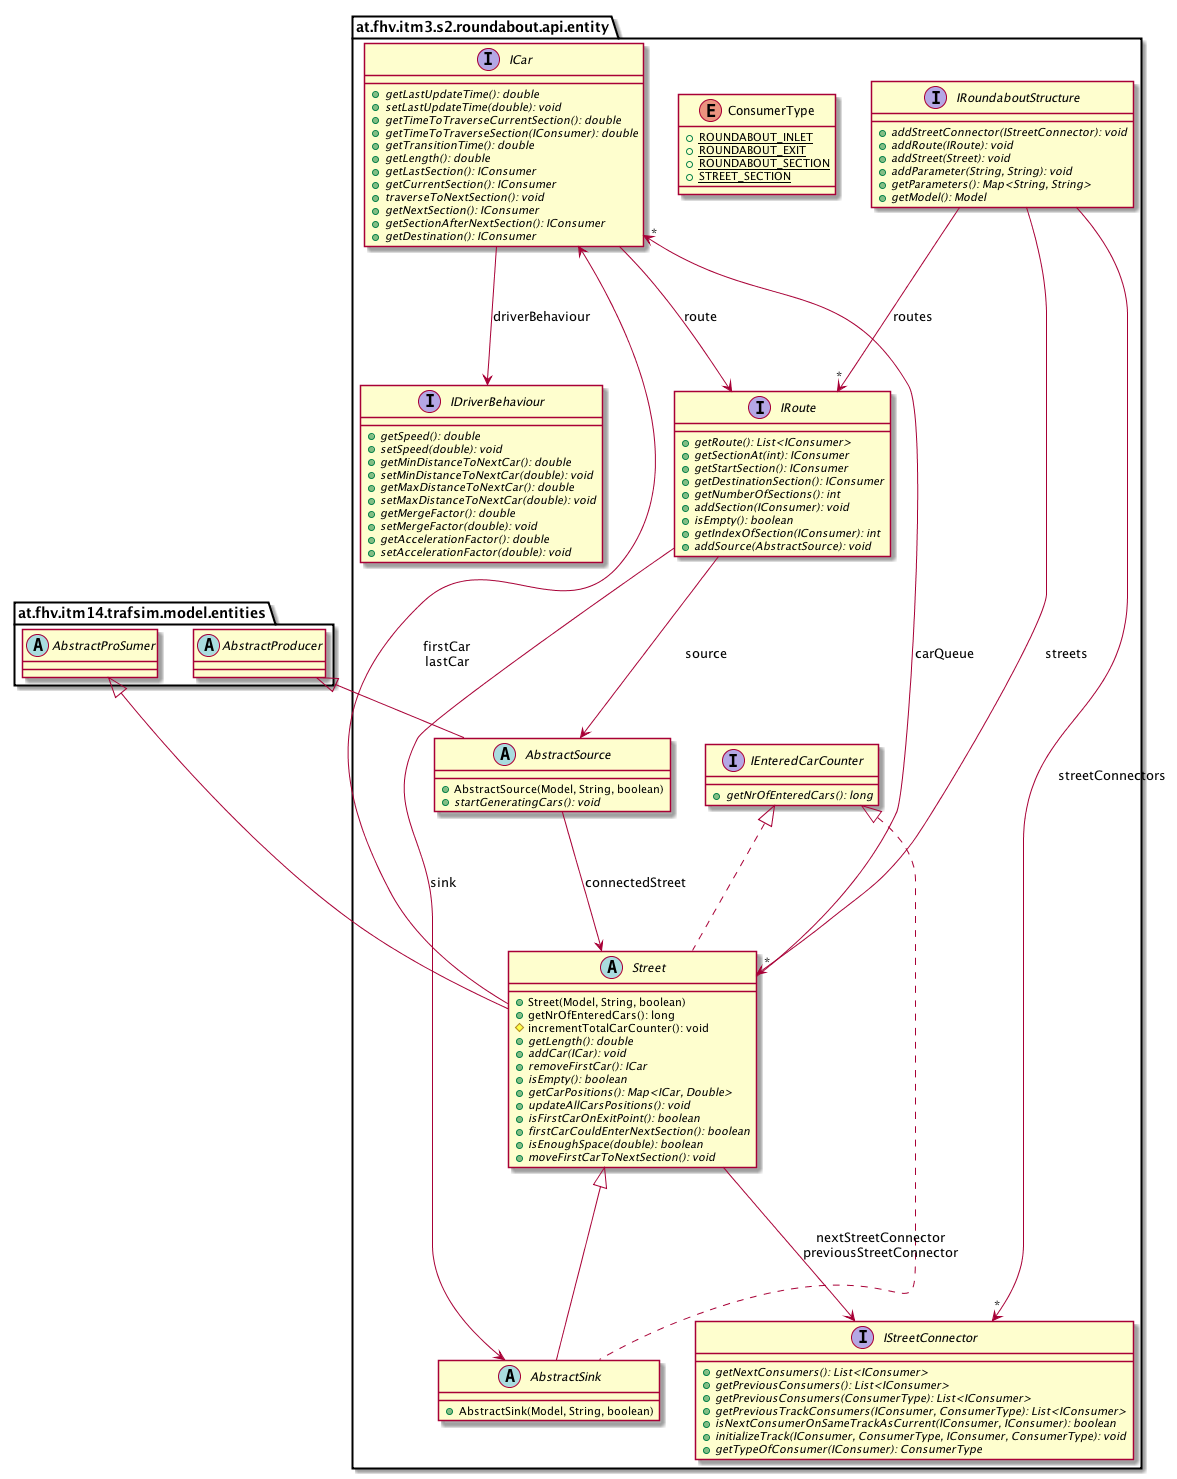 at.fhv.itm3.s2.roundabout.api.entity
I ICar
getLastUpdateTime(): double
setLastUpdateTime(double): void
getTimeToTraverseCurrentSection(): double
getTimeToTraverseSection(IConsumer): double
getTransitionTime(): double
getLength(): double
getLastSection(): IConsumer
getCurrentSection(): IConsumer
traverseToNextSection(): void
getNextSection(): IConsumer
getSectionAfterNextSection(): IConsumer
getDestination(): IConsumer
E ConsumerType
ROUNDABOUT_INLET
ROUNDABOUT_EXIT
ROUNDABOUT_SECTION
STREET_SECTION
I IRoundaboutStructure
addStreetConnector(IStreetConnector): void
addRoute(IRoute): void
addStreet(Street): void
addParameter(String, String): void
getParameters(): Map<String, String>
getModel(): Model
*
driverBehaviour
route
routes
*
I IDriverBehaviour
getSpeed(): double
setSpeed(double): void
getMinDistanceToNextCar(): double
setMinDistanceToNextCar(double): void
getMaxDistanceToNextCar(): double
setMaxDistanceToNextCar(double): void
getMergeFactor(): double
setMergeFactor(double): void
getAccelerationFactor(): double
setAccelerationFactor(double): void
I IRoute
getRoute(): List<IConsumer>
getSectionAt(int): IConsumer
getStartSection(): IConsumer
getDestinationSection(): IConsumer
getNumberOfSections(): int
addSection(IConsumer): void
isEmpty(): boolean
getIndexOfSection(IConsumer): int
addSource(AbstractSource): void
at.fhv.itm14.trafsim.model.entities
A AbstractProSumer
A AbstractProducer
firstCar
lastCar
source
carQueue
streets
A AbstractSource
AbstractSource(Model, String, boolean)
startGeneratingCars(): void
I IEnteredCarCounter
getNrOfEnteredCars(): long
streetConnectors
sink
connectedStreet
*
A Street
Street(Model, String, boolean)
getNrOfEnteredCars(): long
incrementTotalCarCounter(): void
getLength(): double
addCar(ICar): void
removeFirstCar(): ICar
isEmpty(): boolean
getCarPositions(): Map<ICar, Double>
updateAllCarsPositions(): void
isFirstCarOnExitPoint(): boolean
firstCarCouldEnterNextSection(): boolean
isEnoughSpace(double): boolean
moveFirstCarToNextSection(): void
nextStreetConnector
previousStreetConnector
*
A AbstractSink
AbstractSink(Model, String, boolean)
I IStreetConnector
getNextConsumers(): List<IConsumer>
getPreviousConsumers(): List<IConsumer>
getPreviousConsumers(ConsumerType): List<IConsumer>
getPreviousTrackConsumers(IConsumer, ConsumerType): List<IConsumer>
isNextConsumerOnSameTrackAsCurrent(IConsumer, IConsumer): boolean
initializeTrack(IConsumer, ConsumerType, IConsumer, ConsumerType): void
getTypeOfConsumer(IConsumer): ConsumerType